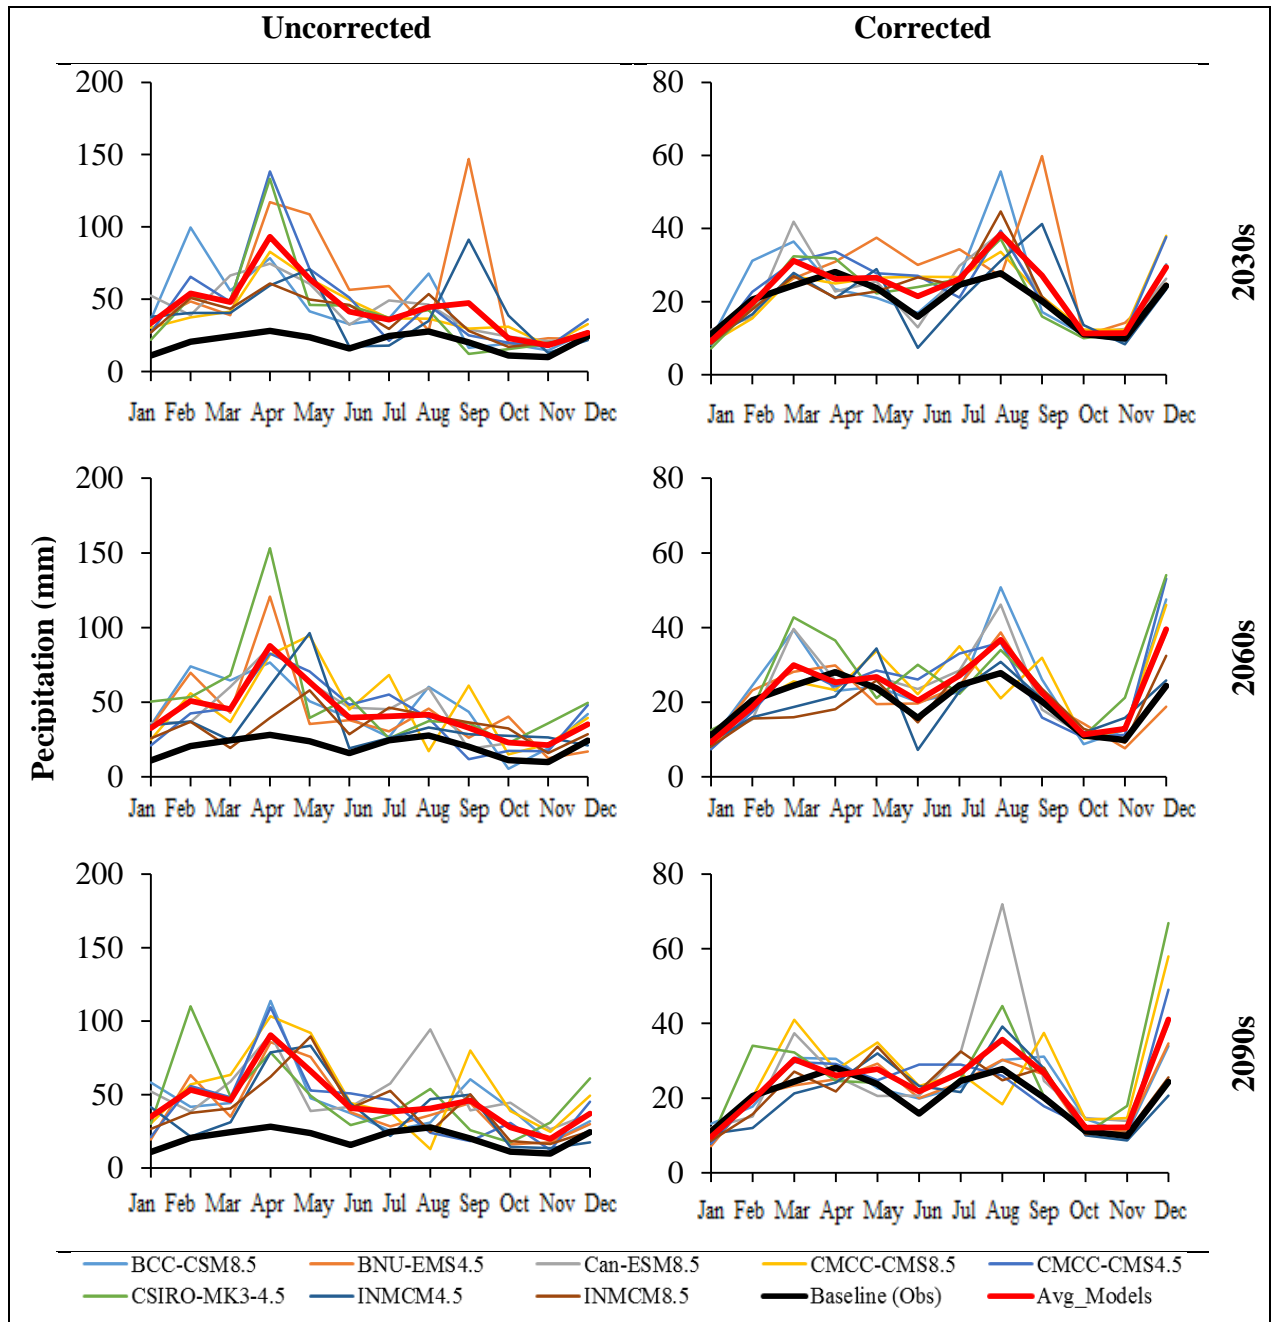 Uncorrected Corrected
200
150
100
50
0
Jan Feb Mar Apr May Jun Jul Aug Sep Oct Nov Dec
80
60
40
20
0
Jan Feb Mar Apr May Jun Jul Aug Sep Oct Nov Dec
2030s
Pecipitation (mm)
200
150
100
50
0
Jan Feb Mar Apr May Jun Jul Aug Sep Oct Nov Dec
80
60
40
20
0
Jan Feb Mar Apr May Jun Jul Aug Sep Oct Nov Dec
2060s
200
150
100
50
0
Jan Feb Mar Apr May Jun Jul Aug Sep Oct Nov Dec
80
60
40
20
0
Jan Feb Mar Apr May Jun Jul Aug Sep Oct Nov Dec
2090s
BCC-CSM8.5 BNU-EMS4.5 Can-ESM8.5 CMCC-CMS8.5 CMCC-CMS4.5
CSIRO-MK3-4.5 INMCM4.5 INMCM8.5 Baseline (Obs) Avg_Models